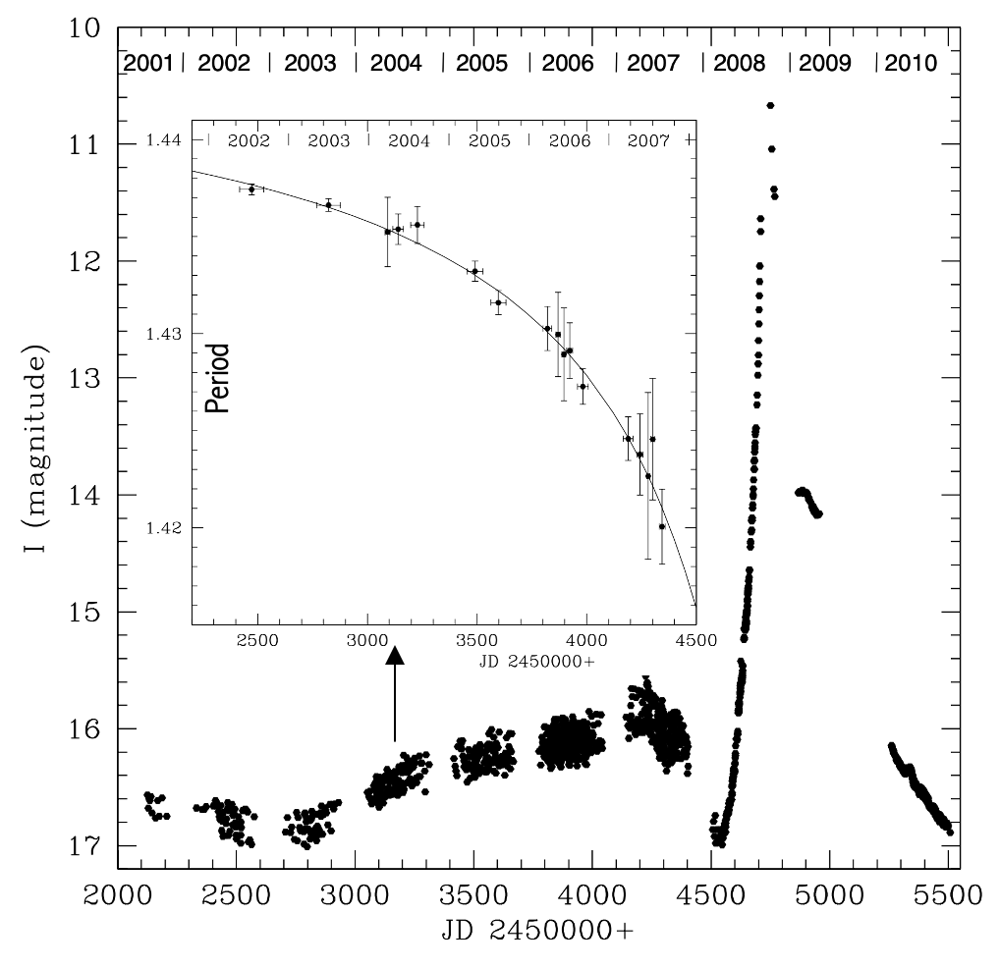 10
2001 | 2002 | 2003 | 2004 | 2005 | 2006 | 2007 | 2008 | 2009 | 2010
11
12
13
14
15
16
17
I (magnitude)
1.44
| 2002 | 2003 | 2004 | 2005 | 2006 | 2007 |
1.43
1.42
Period
2500 3000 3500 4000 4500
JD 2450000+
2000 2500 3000 3500 4000 4500 5000 5500
JD 2450000+